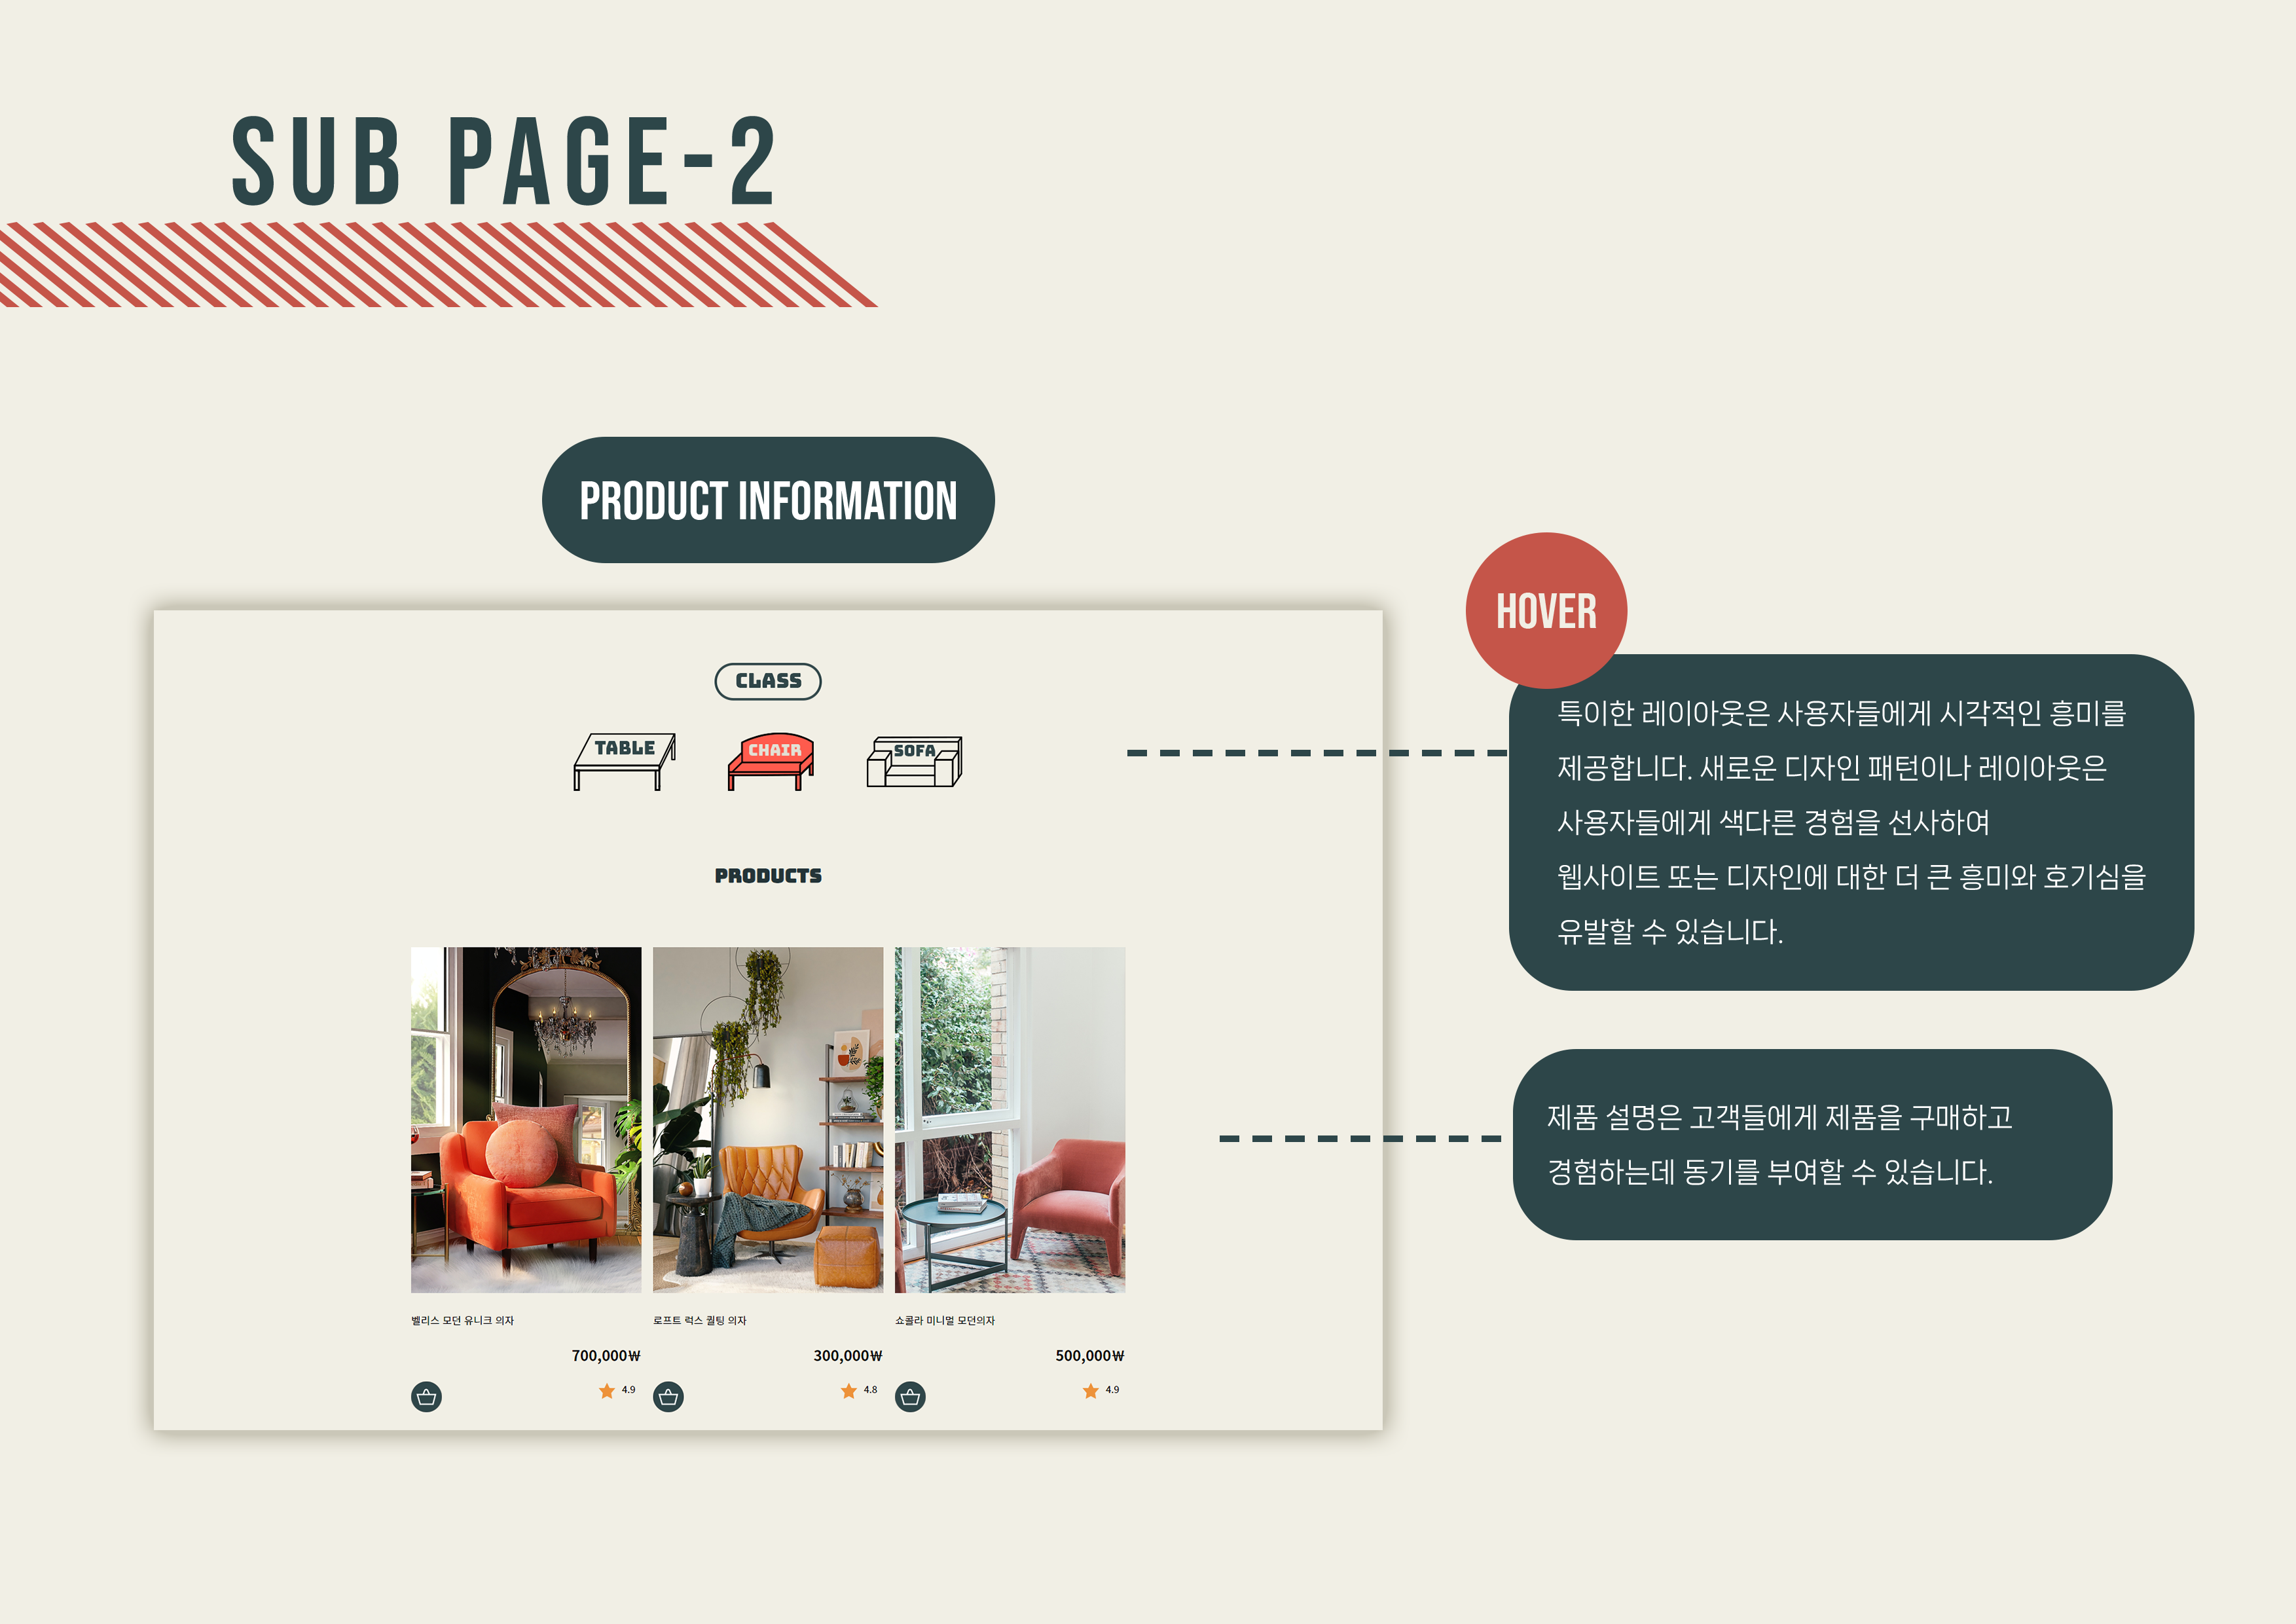 SUB PAGE-2
PRODUCT INFORMATION
HOVER
CLASS
TABLE
CHAIR
SOFA
PRODUCTS
특이한 레이아웃은 사용자들에게 시각적인 흥미를
제공합니다. 새로운 디자인 패턴이나 레이아웃은
사용자들에게 색다른 경험을 선사하여
웹사이트 또는 디자인에 대한 더 큰 흥미와 호기심을
유발할 수 있습니다.
제품 설명은 고객들에게 제품을 구매하고
경험하는데 동기를 부여할 수 있습니다.
벨리스 모던 유니크 의자
700,000₩
4.9
로프트 럭스 퀼팅 의자
300,000₩
4.8
쇼콜라 미니멀 모던의자
500,000₩
4.9